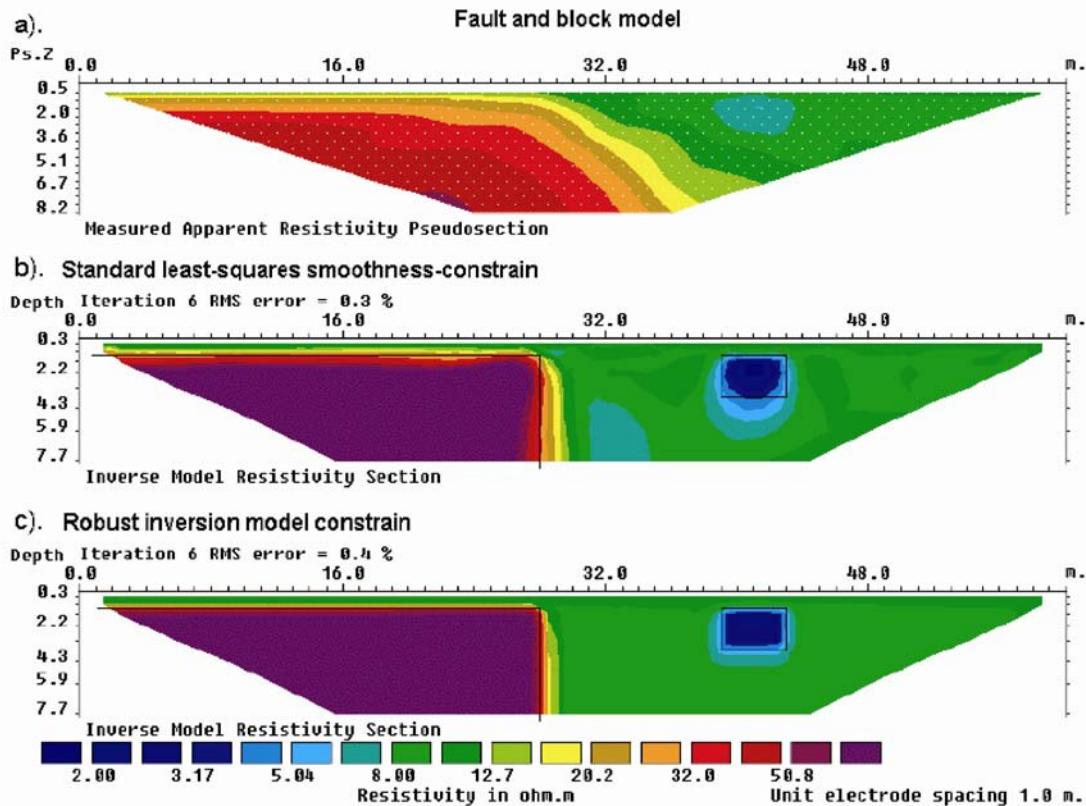 Fault and block model
a).
Ps.Z 0.0 16.0 32.0 48.0 m.
0.5
2.0
3.6
5.1
6.7
8.2
Measured Apparent Resistivity Pseudosection
b). Standard least-squares smoothness-constrain
Depth Iteration 6 RMS error = 0.3 %
0.0 16.0 32.0 48.0 m.
0.3
2.2
4.3
5.9
7.7
Inverse Model Resistivity Section
c). Robust inversion model constrain
Depth Iteration 6 RMS error = 0.4 %
0.0 16.0 32.0 48.0 m.
0.3
2.2
4.3
5.9
7.7
Inverse Model Resistivity Section
2.00 3.17 5.04 8.00 12.7 20.2 32.0 50.8
Resistivity in ohm.m Unit electrode spacing 1.0 m.